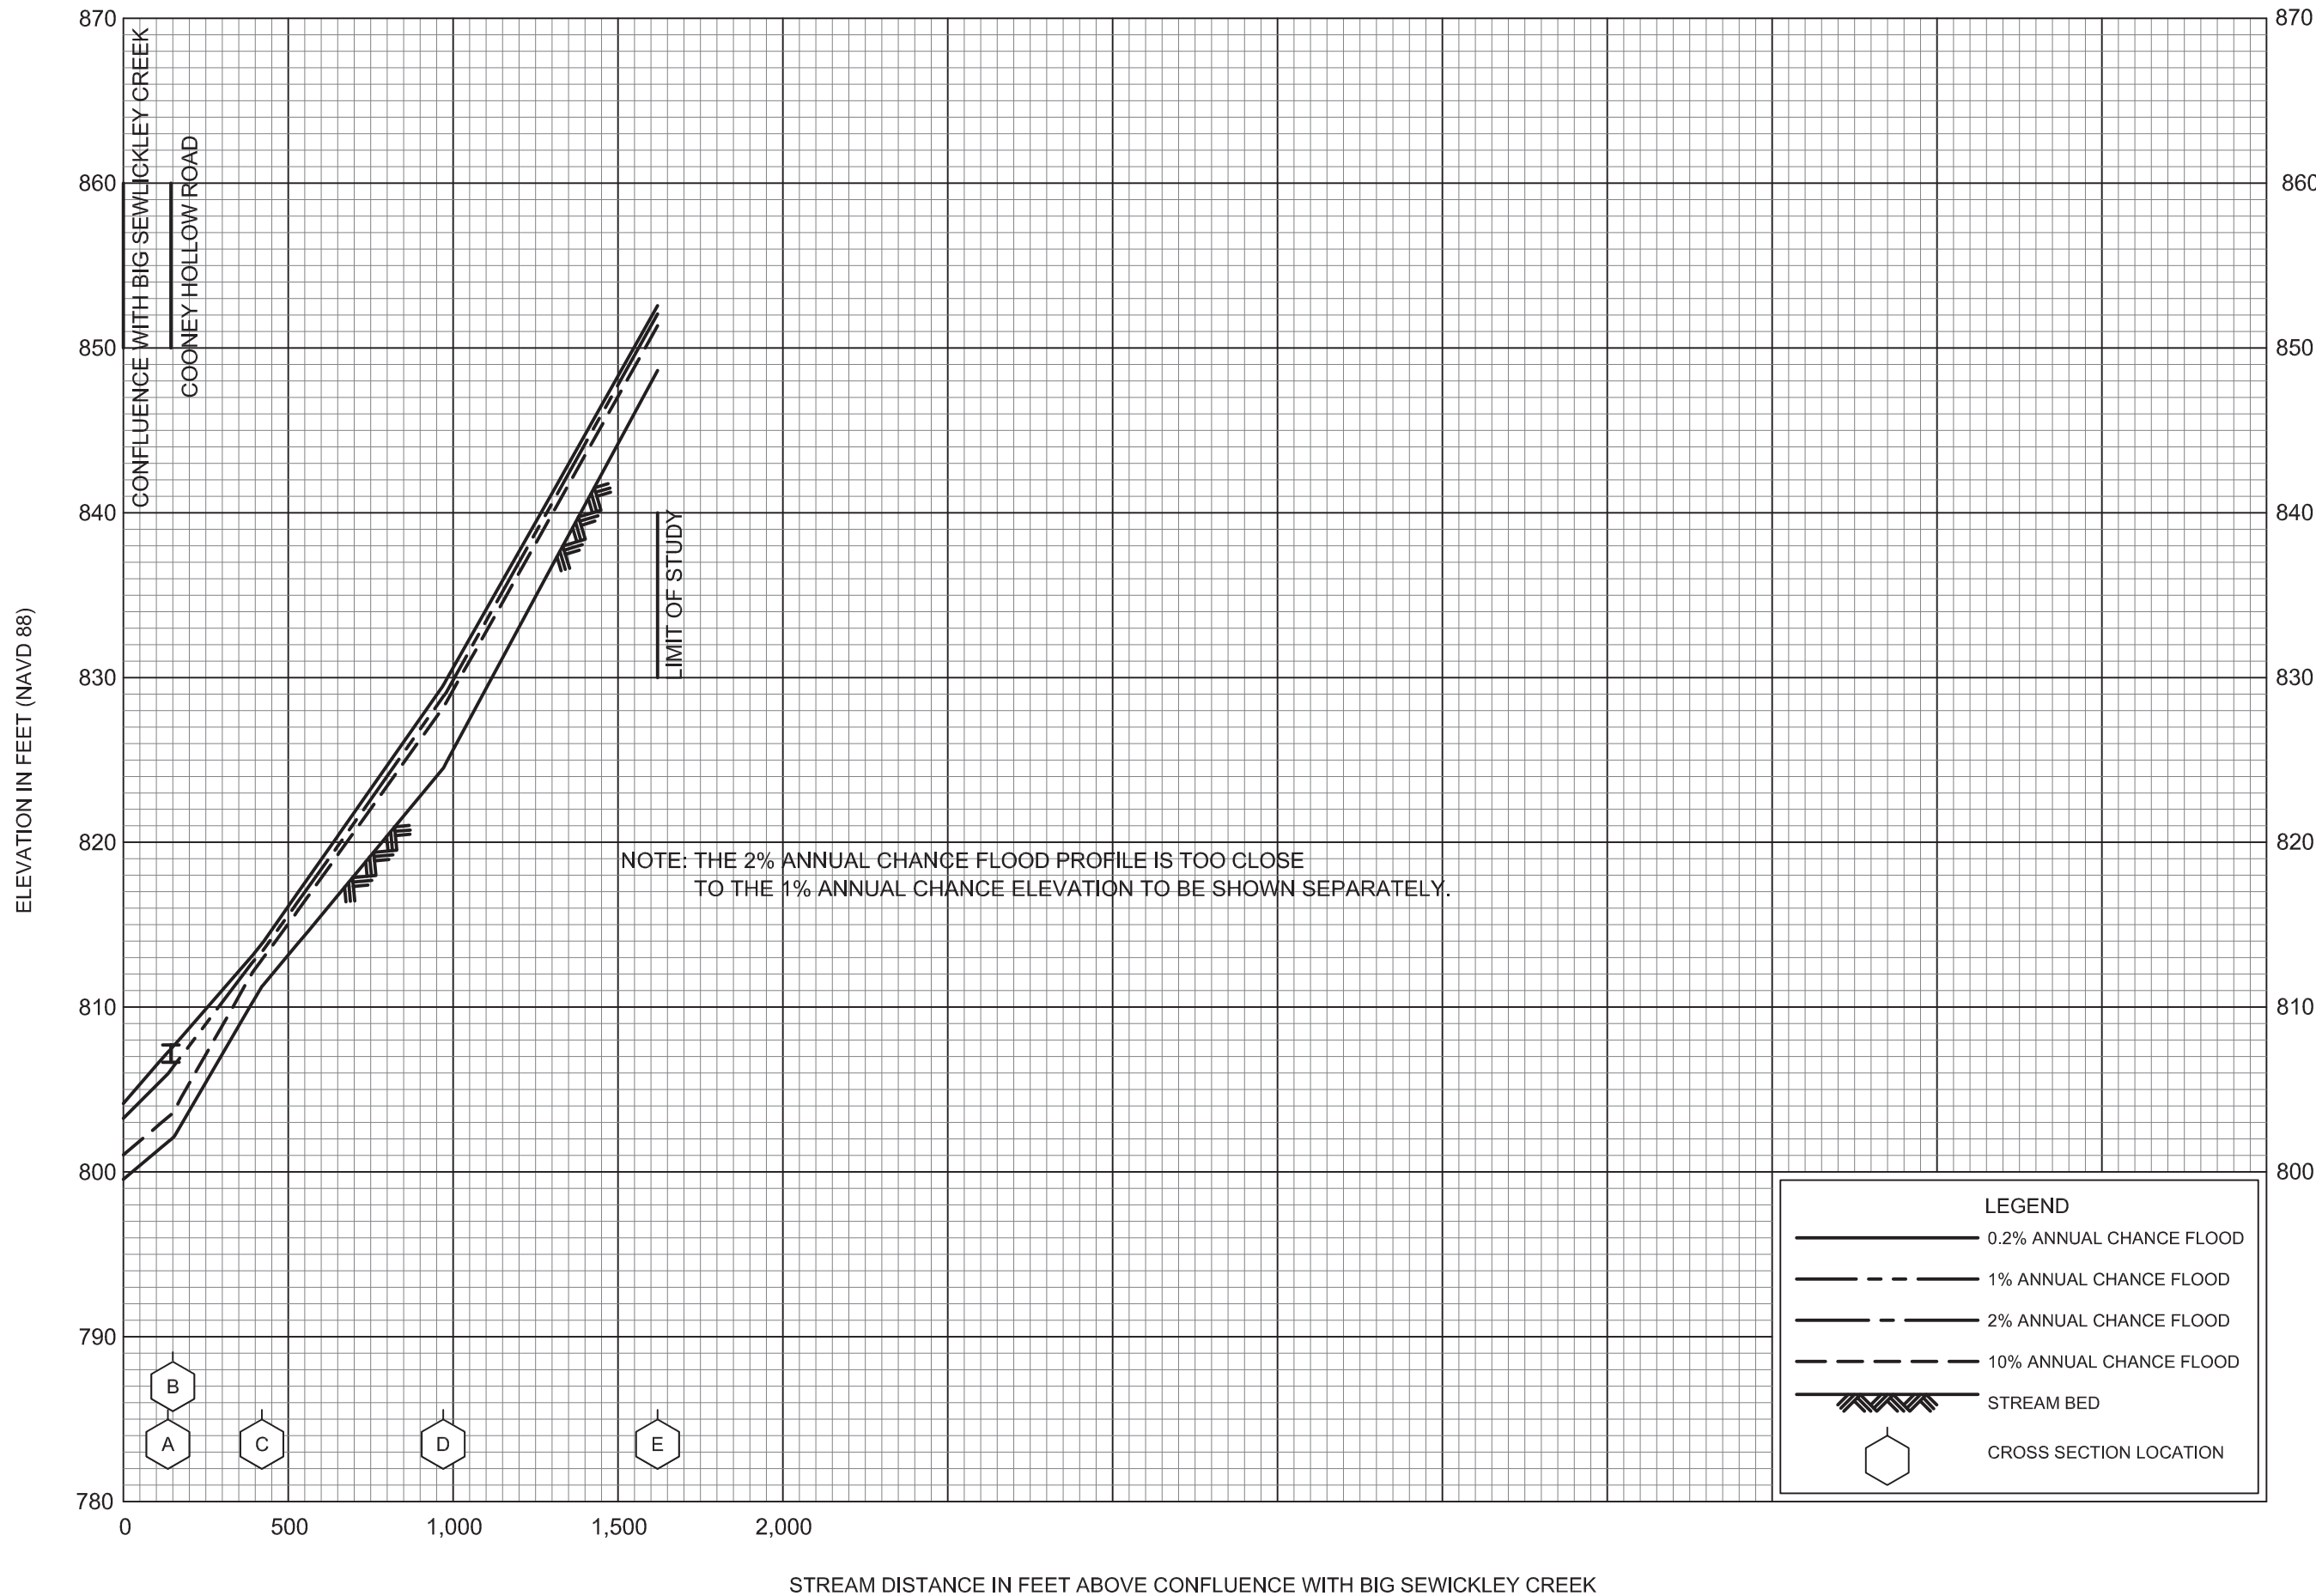 870
870
CONFLUENCE WITH BIG SEWLICKLEY CREEK
COONEY HOLLOW ROAD
860
860
850
850
840
840
LIMIT OF STUDY
830
830
ELEVATION IN FEET (NAVD 88)
820
820
NOTE: THE 2% ANNUAL CHANCE FLOOD PROFILE IS TOO CLOSE
TO THE 1% ANNUAL CHANCE ELEVATION TO BE SHOWN SEPARATELY.
810
810
800
800
LEGEND
0.2% ANNUAL CHANCE FLOOD
1% ANNUAL CHANCE FLOOD
2% ANNUAL CHANCE FLOOD
10% ANNUAL CHANCE FLOOD
STREAM BED
CROSS SECTION LOCATION
790
B
A C D E
780
0 500 1,000 1,500 2,000
STREAM DISTANCE IN FEET ABOVE CONFLUENCE WITH BIG SEWICKLEY CREEK